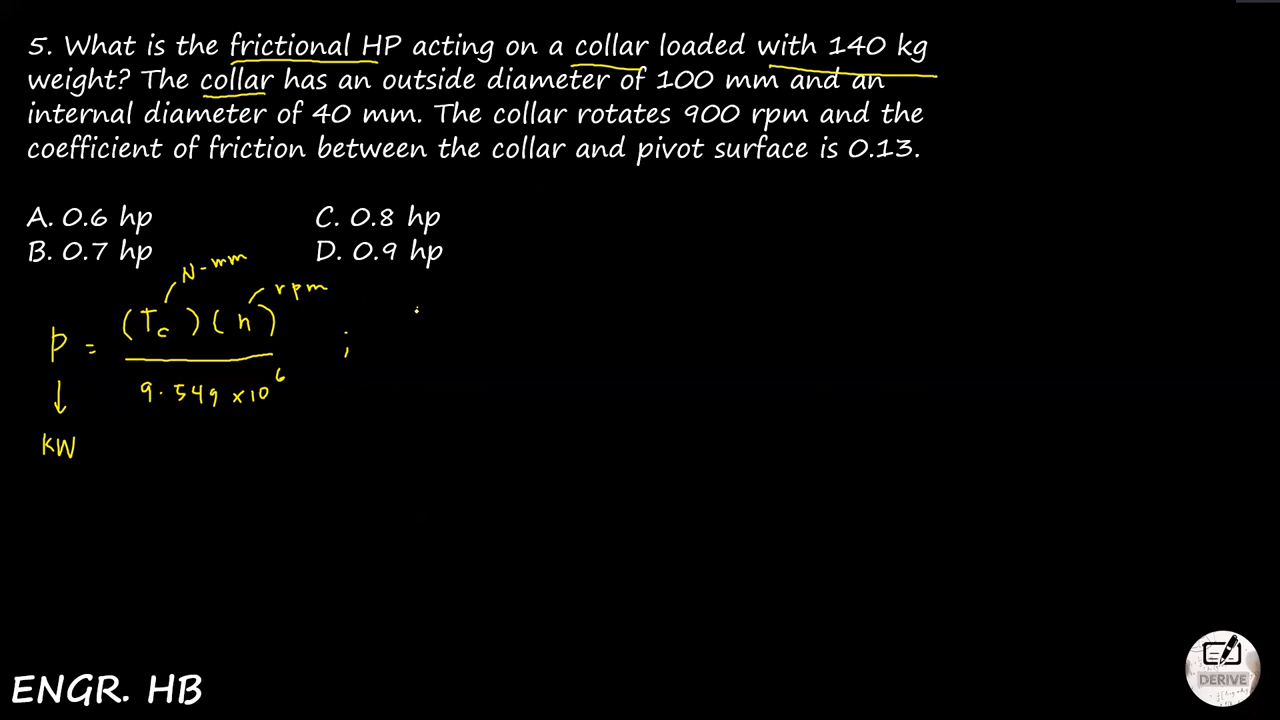 5. What is the frictional HP acting on a collar loaded with 140 kg
weight? The collar has an outside diameter of 100 mm and an
internal diameter of 40 mm. The collar rotates 900 rpm and the
coefficient of friction between the collar and pivot surface is 0.13.
A. 0.6 hp C. 0.8 hp
B. 0.7 hp D. 0.9 hp
N-mm
rpm
(Tc)(n)
P = ;
9.549 x 10^6
KW
ENGR. HB
DERIVE